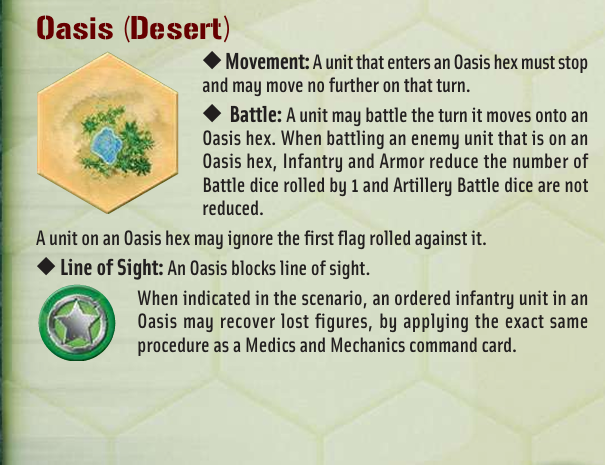 Oasis (Desert)
◆ Movement: A unit that enters an Oasis hex must stop
and may move no further on that turn.
◆ Battle: A unit may battle the turn it moves onto an
Oasis hex. When battling an enemy unit that is on an
Oasis hex, Infantry and Armor reduce the number of
Battle dice rolled by 1 and Artillery Battle dice are not
reduced.
A unit on an Oasis hex may ignore the first flag rolled against it.
◆ Line of Sight: An Oasis blocks line of sight.
When indicated in the scenario, an ordered infantry unit in an
Oasis may recover lost figures, by applying the exact same
procedure as a Medics and Mechanics command card.